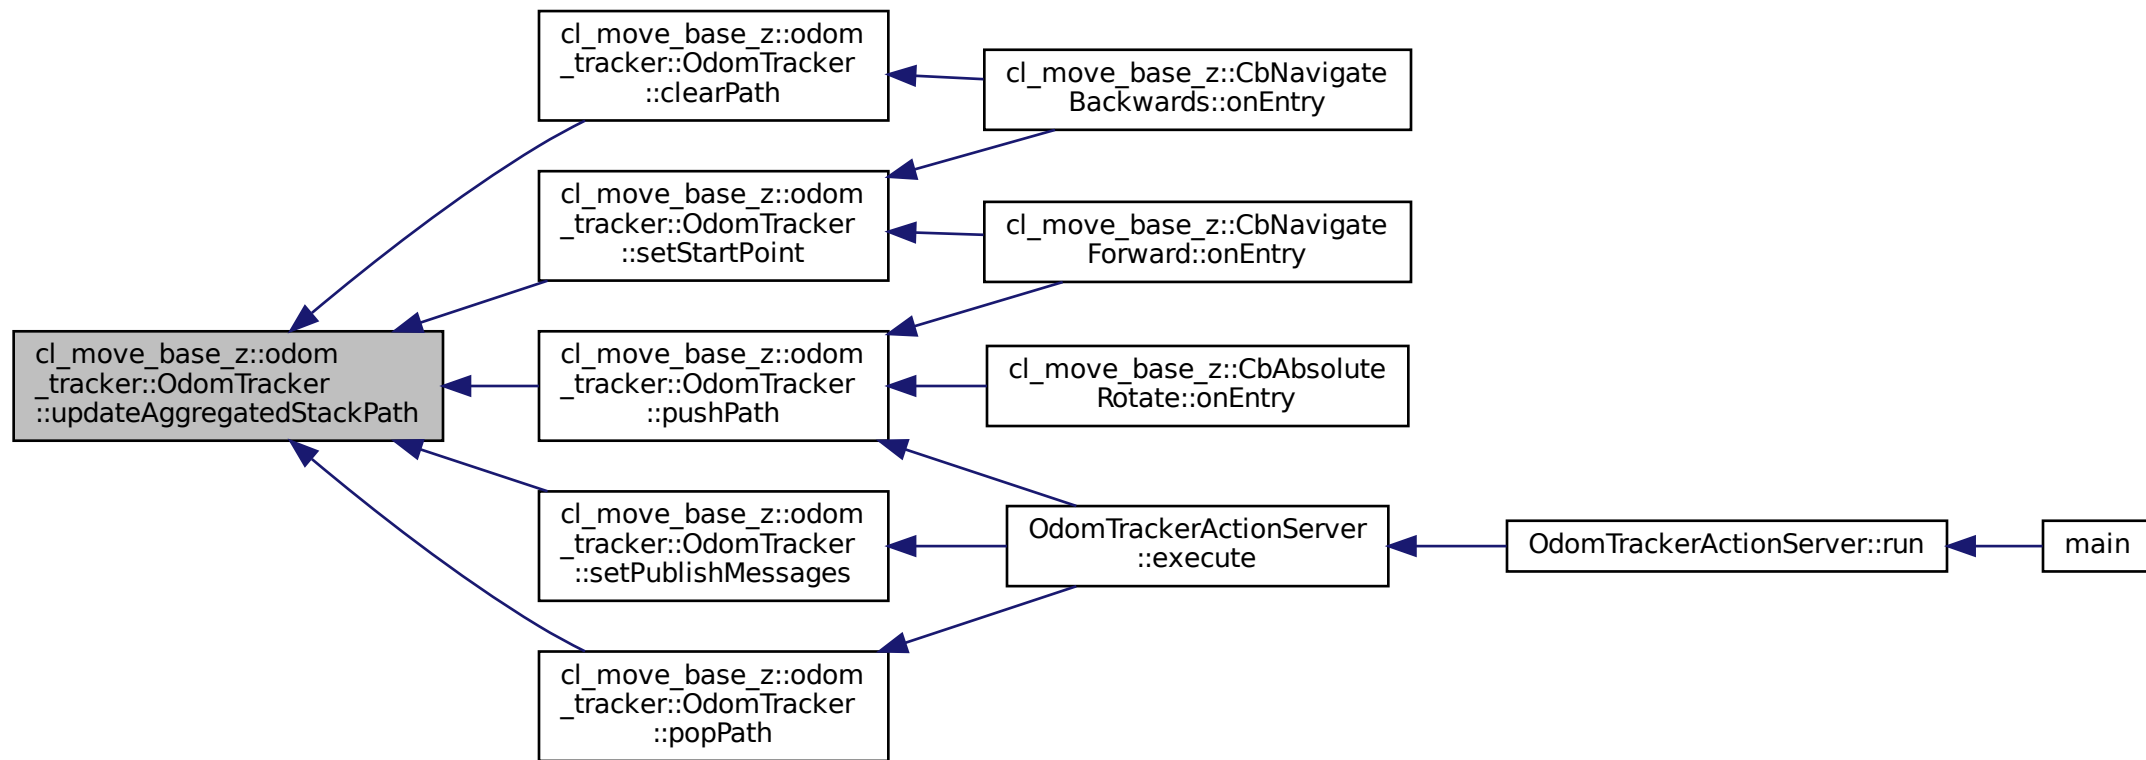 cl_move_base_z::odom
_tracker::OdomTracker
::updateAggregatedStackPath
cl_move_base_z::odom
_tracker::OdomTracker
::clearPath
cl_move_base_z::odom
_tracker::OdomTracker
::setStartPoint
cl_move_base_z::odom
_tracker::OdomTracker
::pushPath
cl_move_base_z::odom
_tracker::OdomTracker
::setPublishMessages
cl_move_base_z::odom
_tracker::OdomTracker
::popPath
cl_move_base_z::CbNavigate
Backwards::onEntry
cl_move_base_z::CbNavigate
Forward::onEntry
cl_move_base_z::CbAbsolute
Rotate::onEntry
OdomTrackerActionServer
::execute
OdomTrackerActionServer::run
main